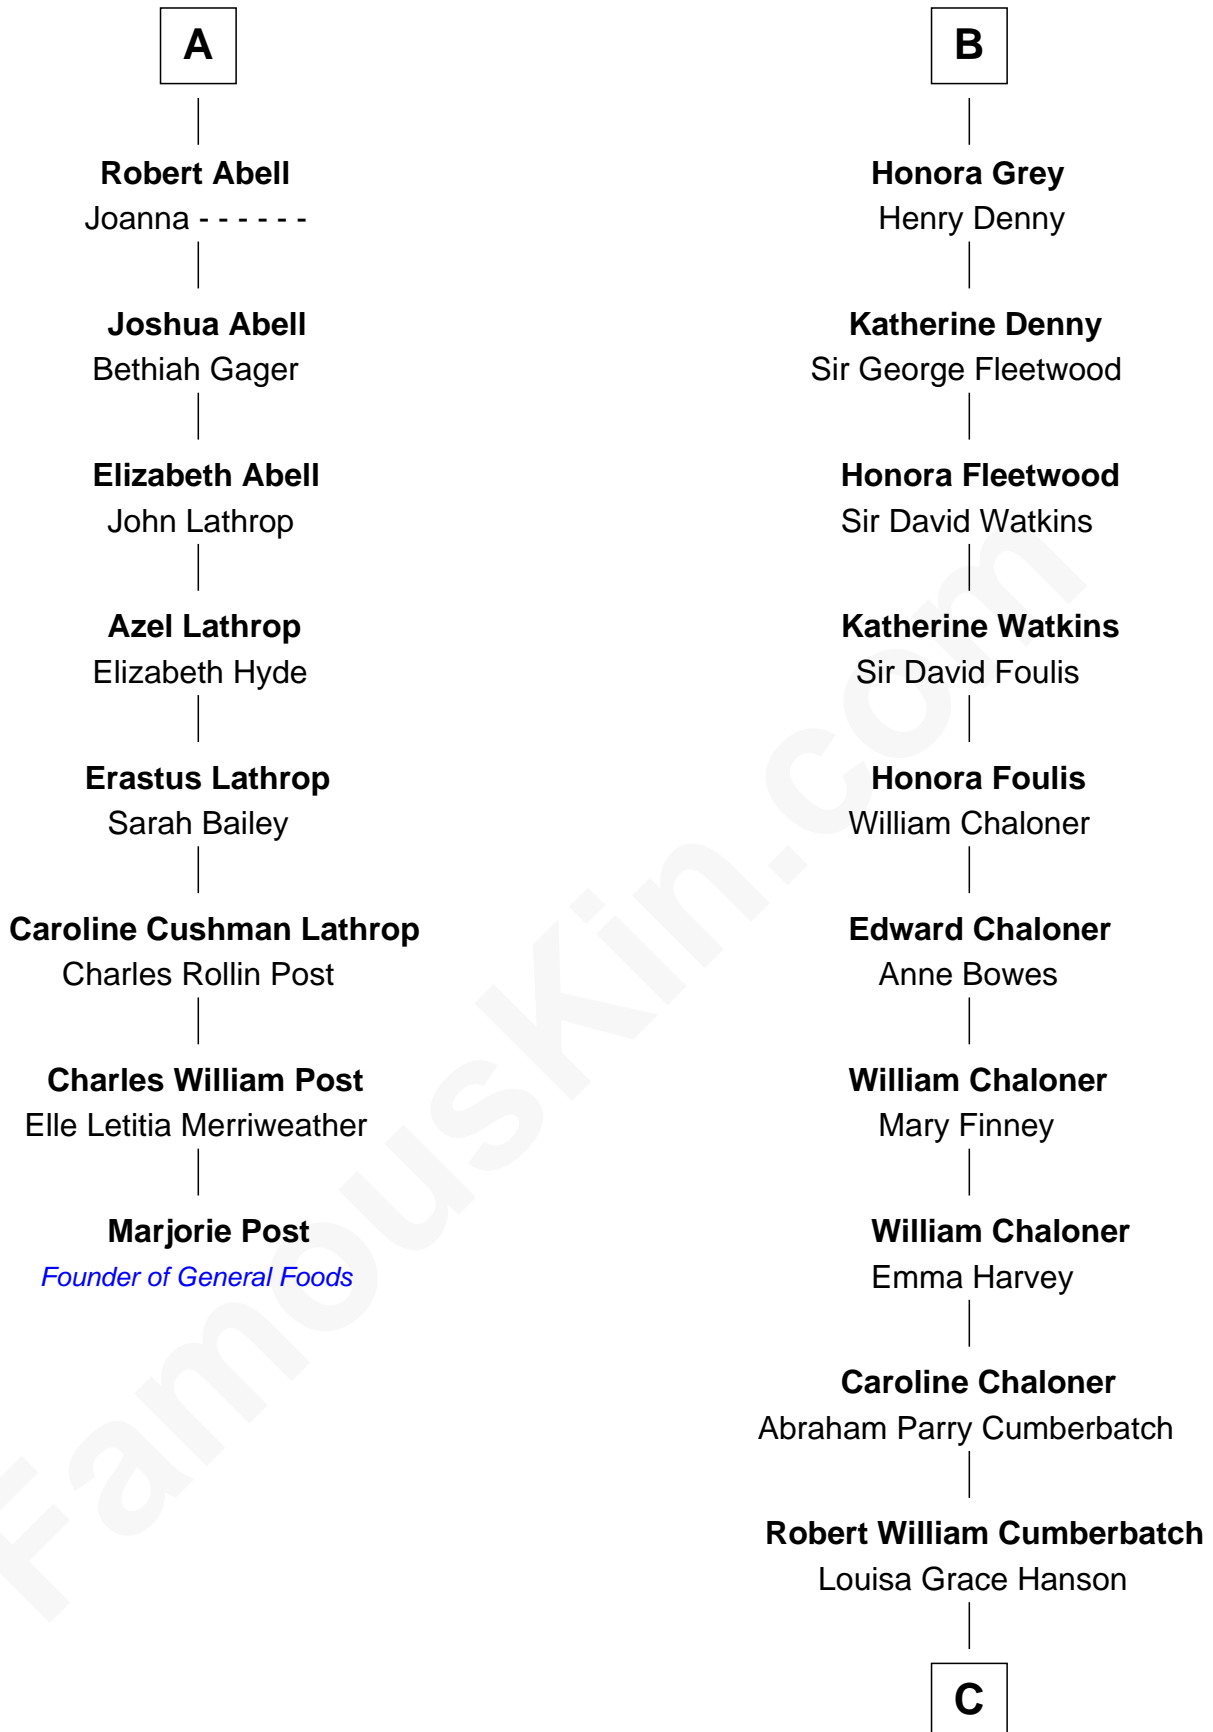 A
Robert Abell
Joanna - - - - - -
Joshua Abell
Bethiah Gager
Elizabeth Abell
John Lathrop
Azel Lathrop
Elizabeth Hyde
Erastus Lathrop
Sarah Bailey
Caroline Cushman Lathrop
Charles Rollin Post
Charles William Post
Elle Letitia Merriweather
Marjorie Post
Founder of General Foods
B
Honora Grey
Henry Denny
Katherine Denny
Sir George Fleetwood
Honora Fleetwood
Sir David Watkins
Katherine Watkins
Sir David Foulis
Honora Foulis
William Chaloner
Edward Chaloner
Anne Bowes
William Chaloner
Mary Finney
William Chaloner
Emma Harvey
Caroline Chaloner
Abraham Parry Cumberbatch
Robert William Cumberbatch
Louisa Grace Hanson
C
FamousKin.com